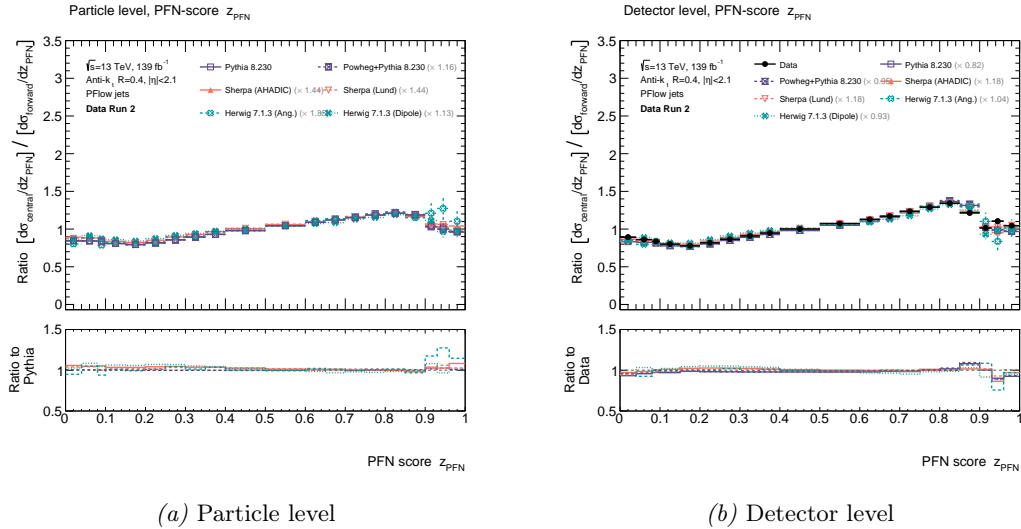 Particle level, PFN-score z_PFN
Ratio [dσ_central/dz_PFN] / [dσ_forward/dz_PFN]
3.5
3
2.5
2
1.5
1
0.5
0
√s=13 TeV, 139 fb⁻¹
Anti-k_t R=0.4, |η|<2.1
PFlow jets
Data Run 2
Pythia 8.230
Powheg+Pythia 8.230 (× 1.16)
Sherpa (AHADIC) (× 1.44)
Sherpa (Lund) (× 1.44)
Herwig 7.1.3 (Ang.)
Herwig 7.1.3 (Dipole) (× 1.13)
Ratio to
Pythia
1.5
1
0.5
0 0.1 0.2 0.3 0.4 0.5 0.6 0.7 0.8 0.9 1
PFN score z_PFN
(a) Particle level
Detector level, PFN-score z_PFN
Ratio [dσ_central/dz_PFN] / [dσ_forward/dz_PFN]
3.5
3
2.5
2
1.5
1
0.5
0
√s=13 TeV, 139 fb⁻¹
Anti-k_t R=0.4, |η|<2.1
PFlow jets
Data Run 2
Data
Pythia 8.230 (× 0.82)
Powheg+Pythia 8.230
Sherpa (AHADIC) (× 1.18)
Sherpa (Lund) (× 1.18)
Herwig 7.1.3 (Ang.) (× 1.04)
Herwig 7.1.3 (Dipole) (× 0.93)
Ratio to
Data
1.5
1
0.5
0 0.1 0.2 0.3 0.4 0.5 0.6 0.7 0.8 0.9 1
PFN score z_PFN
(b) Detector level